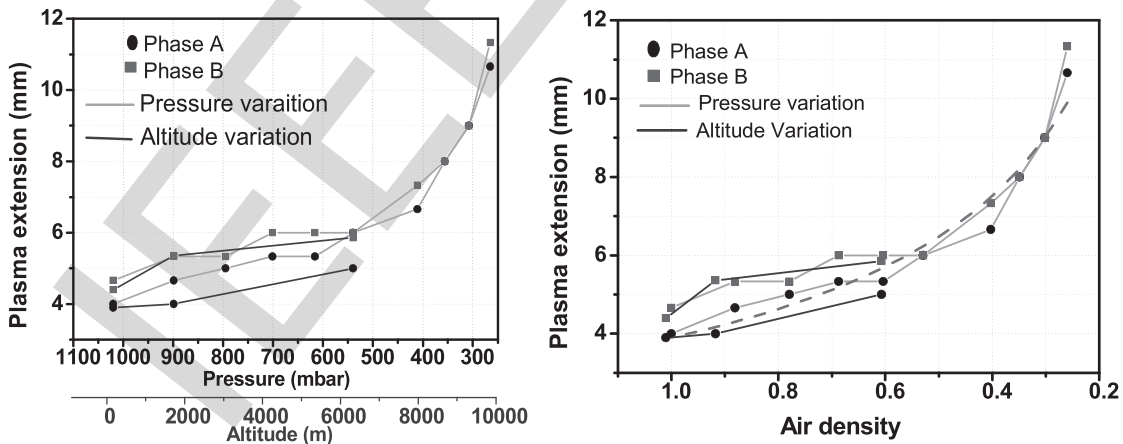 12
10
8
6
4
Plasma extension (mm)
Phase A
Phase B
Pressure varaition
Altitude variation
1100 1000 900 800 700 600 500 400 300
Pressure (mbar)
0 2000 4000 6000 8000 10000
Altitude (m)
12
10
8
6
4
Plasma extension (mm)
Phase A
Phase B
Pressure variation
Altitude Variation
1.0 0.8 0.6 0.4 0.2
Air density